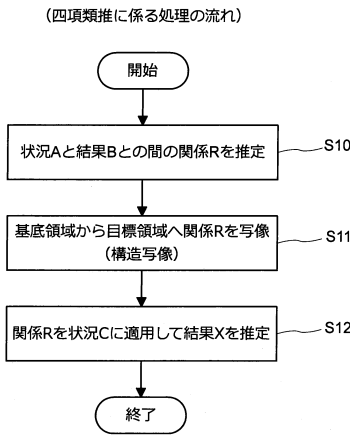 （四項類推に係る処理の流れ）
開始
状況Aと結果Bとの間の関係Rを推定
S10
基底領域から目標領域へ関係Rを写像
（構造写像）
S11
関係Rを状況Cに適用して結果Xを推定
S12
終了